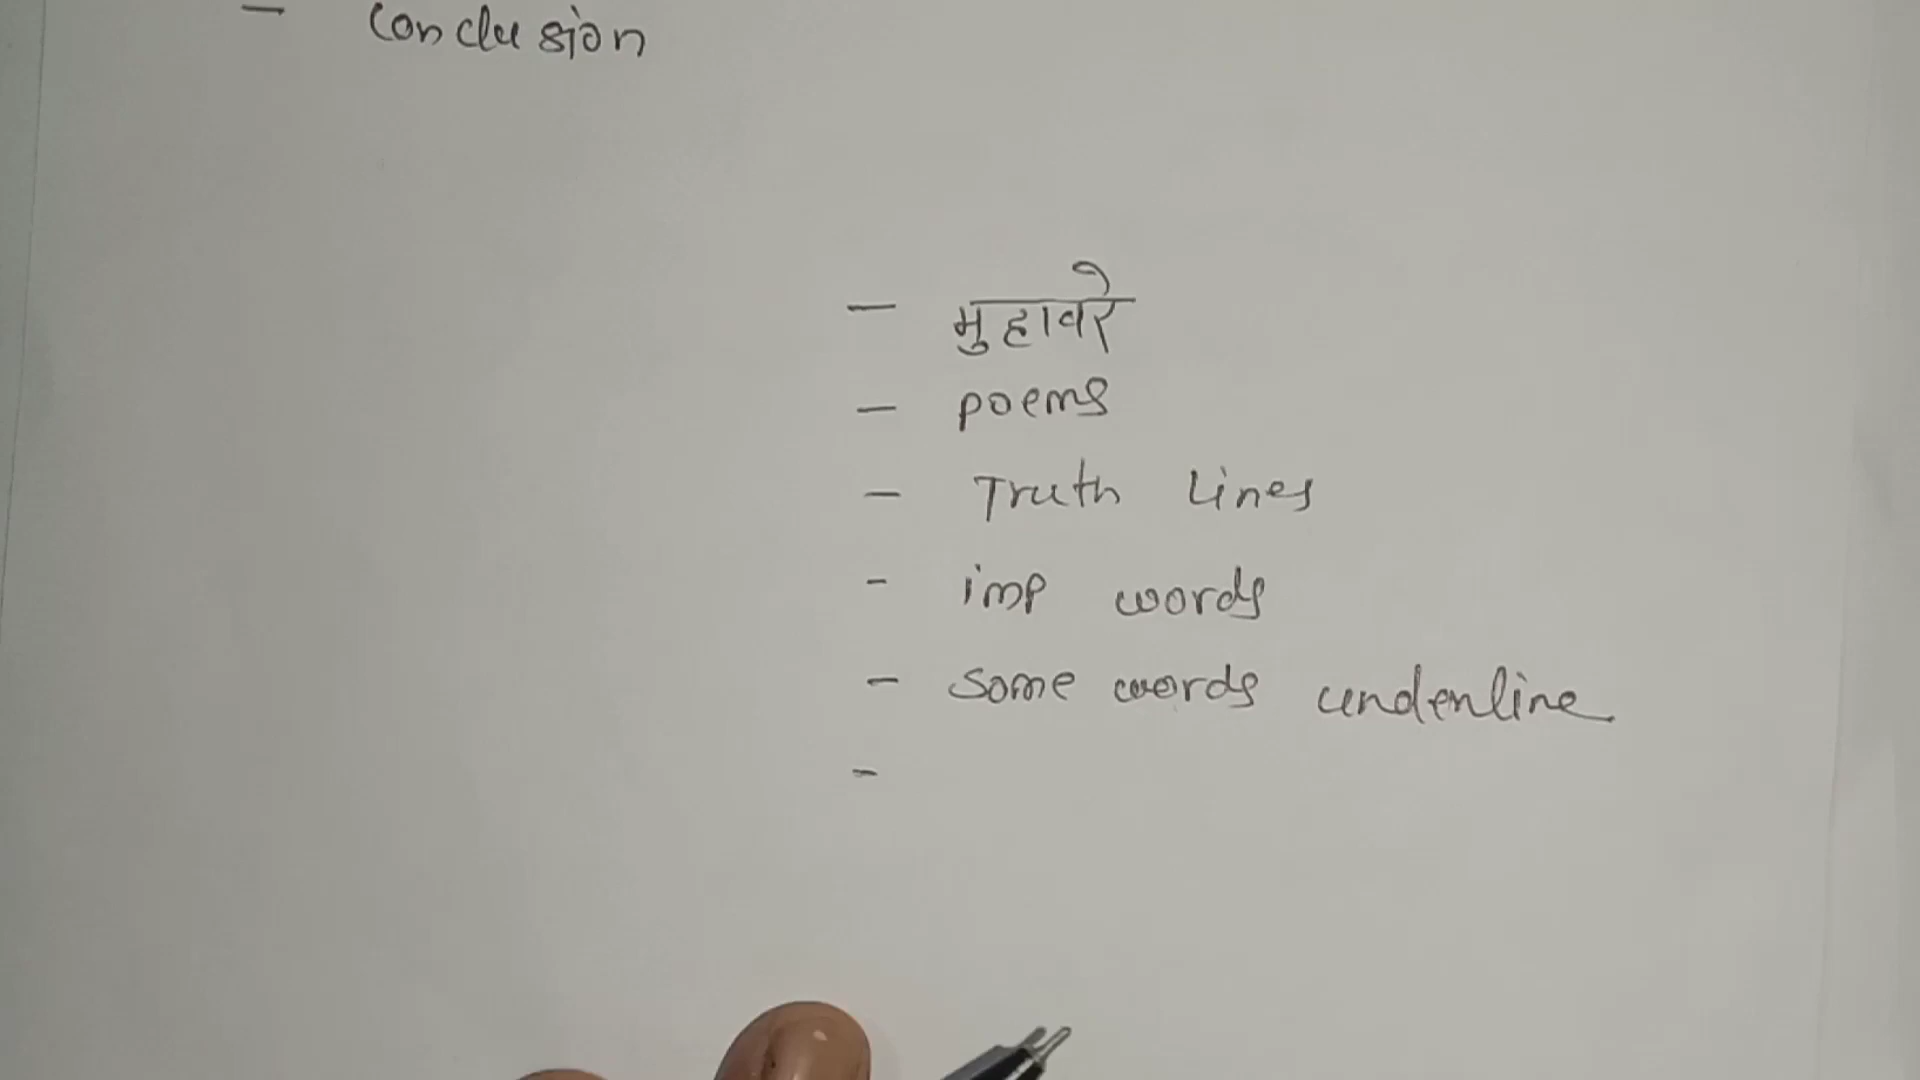 - Conclusion
- मुहावरे
- poems
- Truth Lines
- imp words
- Some words underline
-